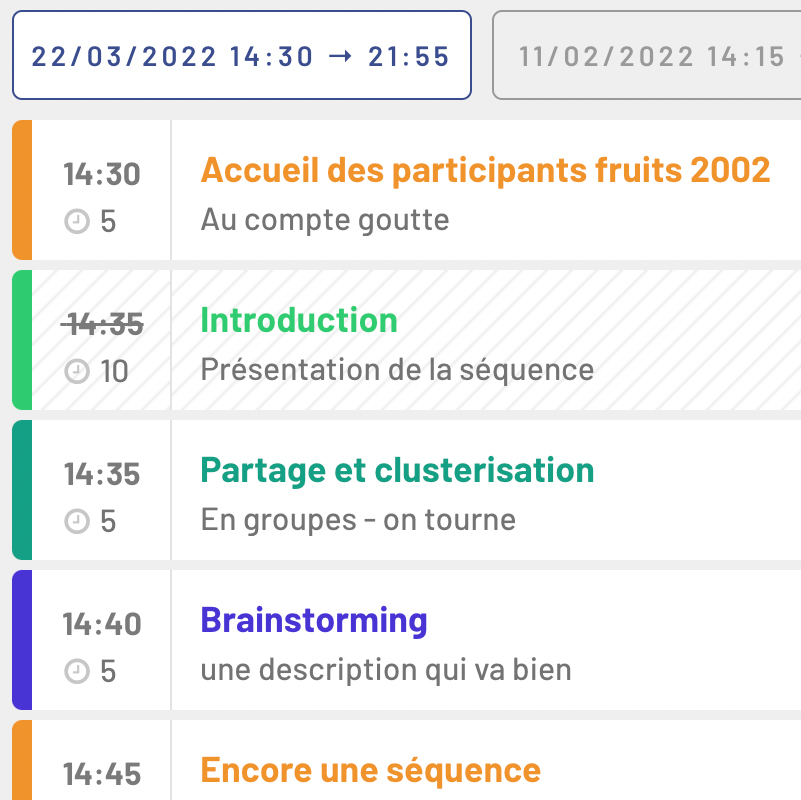 22/03/2022 14:30 → 21:55
11/02/2022 14:15
14:30
Accueil des participants fruits 2002
5
Au compte goutte
14:35
Introduction
10
Présentation de la séquence
14:35
Partage et clusterisation
5
En groupes - on tourne
14:40
Brainstorming
5
une description qui va bien
14:45
Encore une séquence